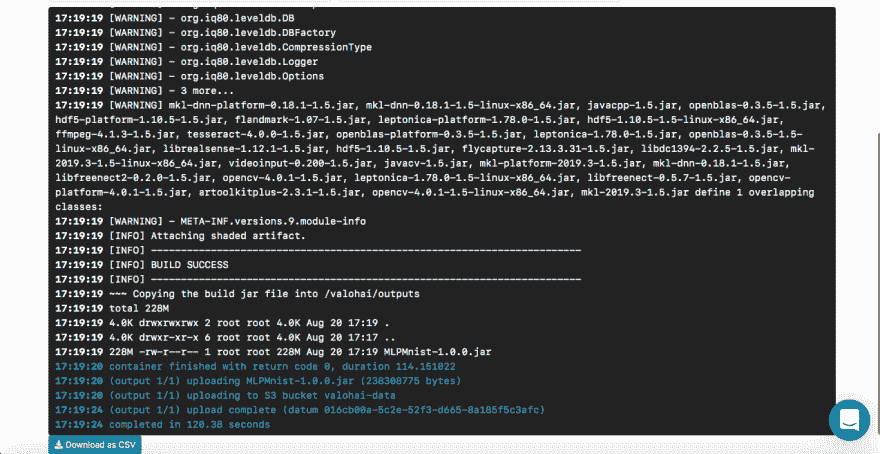 17:19:19 [WARNING] - org.iq80.leveldb.DB
17:19:19 [WARNING] - org.iq80.leveldb.DBFactory
17:19:19 [WARNING] - org.iq80.leveldb.CompressionType
17:19:19 [WARNING] - org.iq80.leveldb.Logger
17:19:19 [WARNING] - org.iq80.leveldb.Options
17:19:19 [WARNING] - 3 more...
17:19:19 [WARNING] mkl-dnn-platform-0.18.1-1.5.jar, mkl-dnn-0.18.1-1.5-linux-x86_64.jar, javacpp-1.5.jar, openblas-0.3.5-1.5.jar,
hdf5-platform-1.10.5-1.5.jar, flandmark-1.07-1.5.jar, leptonica-platform-1.78.0-1.5.jar, hdf5-1.10.5-1.5-linux-x86_64.jar,
ffmpeg-4.1.3-1.5.jar, tesseract-4.0.0-1.5.jar, openblas-platform-0.3.5-1.5.jar, leptonica-1.78.0-1.5.jar, openblas-0.3.5-1.5-
linux-x86_64.jar, librealsense-1.12.1-1.5.jar, hdf5-1.10.5-1.5.jar, flycapture-2.13.3.31-1.5.jar, libdc1394-2.2.5-1.5.jar, mkl-
2019.3-1.5-linux-x86_64.jar, videoinput-0.200-1.5.jar, javacv-1.5.jar, mkl-platform-2019.3-1.5.jar, mkl-dnn-0.18.1-1.5.jar,
libfreenect2-0.2.0-1.5.jar, opencv-4.0.1-1.5.jar, leptonica-1.78.0-1.5-linux-x86_64.jar, libfreenect-0.5.7-1.5.jar, opencv-
platform-4.0.1-1.5.jar, artoolkitplus-2.3.1-1.5.jar, opencv-4.0.1-1.5-linux-x86_64.jar, mkl-2019.3-1.5.jar define 1 overlapping
classes:
17:19:19 [WARNING] - META-INF.versions.9.module-info
17:19:19 [INFO] Attaching shaded artifact.
17:19:19 [INFO] ------------------------------------------------------------------------
17:19:19 [INFO] BUILD SUCCESS
17:19:19 [INFO] ------------------------------------------------------------------------
17:19:19 ~~~ Copying the build jar file into /valohai/outputs
17:19:19 total 228M
17:19:19 4.0K drwxrwxrwx 2 root root 4.0K Aug 20 17:19 .
17:19:19 4.0K drwxr-xr-x 6 root root 4.0K Aug 20 17:17 ..
17:19:19 228M -rw-r--r-- 1 root root 228M Aug 20 17:19 MLPMnist-1.0.0.jar
17:19:20 container finished with return code 0, duration 114.151022
17:19:20 (output 1/1) uploading MLPMnist-1.0.0.jar (238308775 bytes)
17:19:20 (output 1/1) uploading to S3 bucket valohai-data
17:19:24 (output 1/1) upload complete (datum 016cb00a-5c2e-52f3-d665-8a185f5c3afc)
17:19:24 completed in 120.38 seconds
Download as CSV